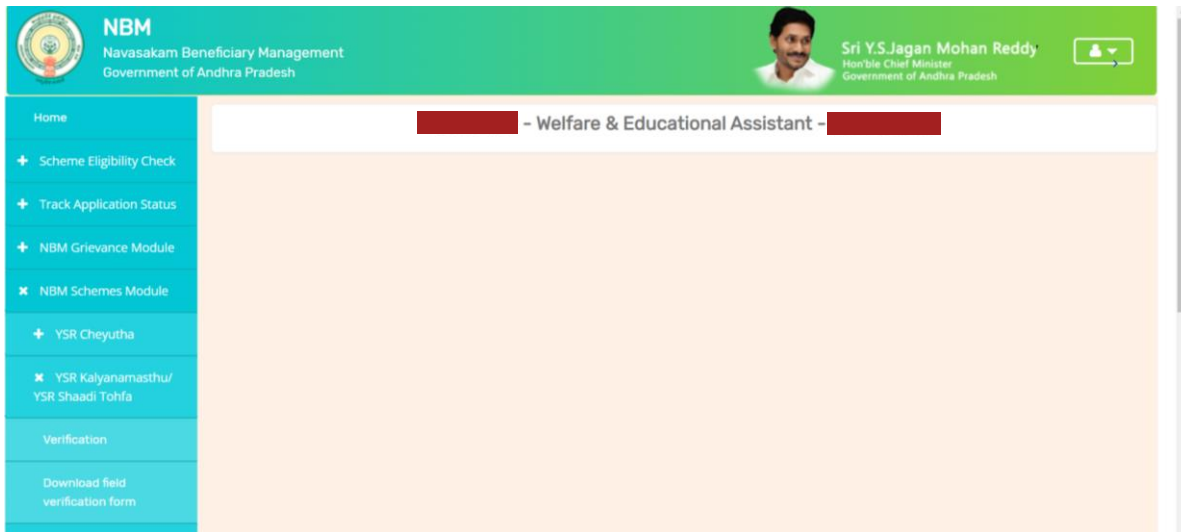 NBM
Navasakam Beneficiary Management
Government of Andhra Pradesh
Sri Y.S.Jagan Mohan Reddy
Hon'ble Chief Minister
Government of Andhra Pradesh
Home
- Welfare & Educational Assistant -
+ Scheme Eligibility Check
+ Track Application Status
+ NBM Grievance Module
× NBM Schemes Module
+ YSR Cheyutha
× YSR Kalyanamasthu/
YSR Shaadi Tohfa
Verification
Download field
verification form